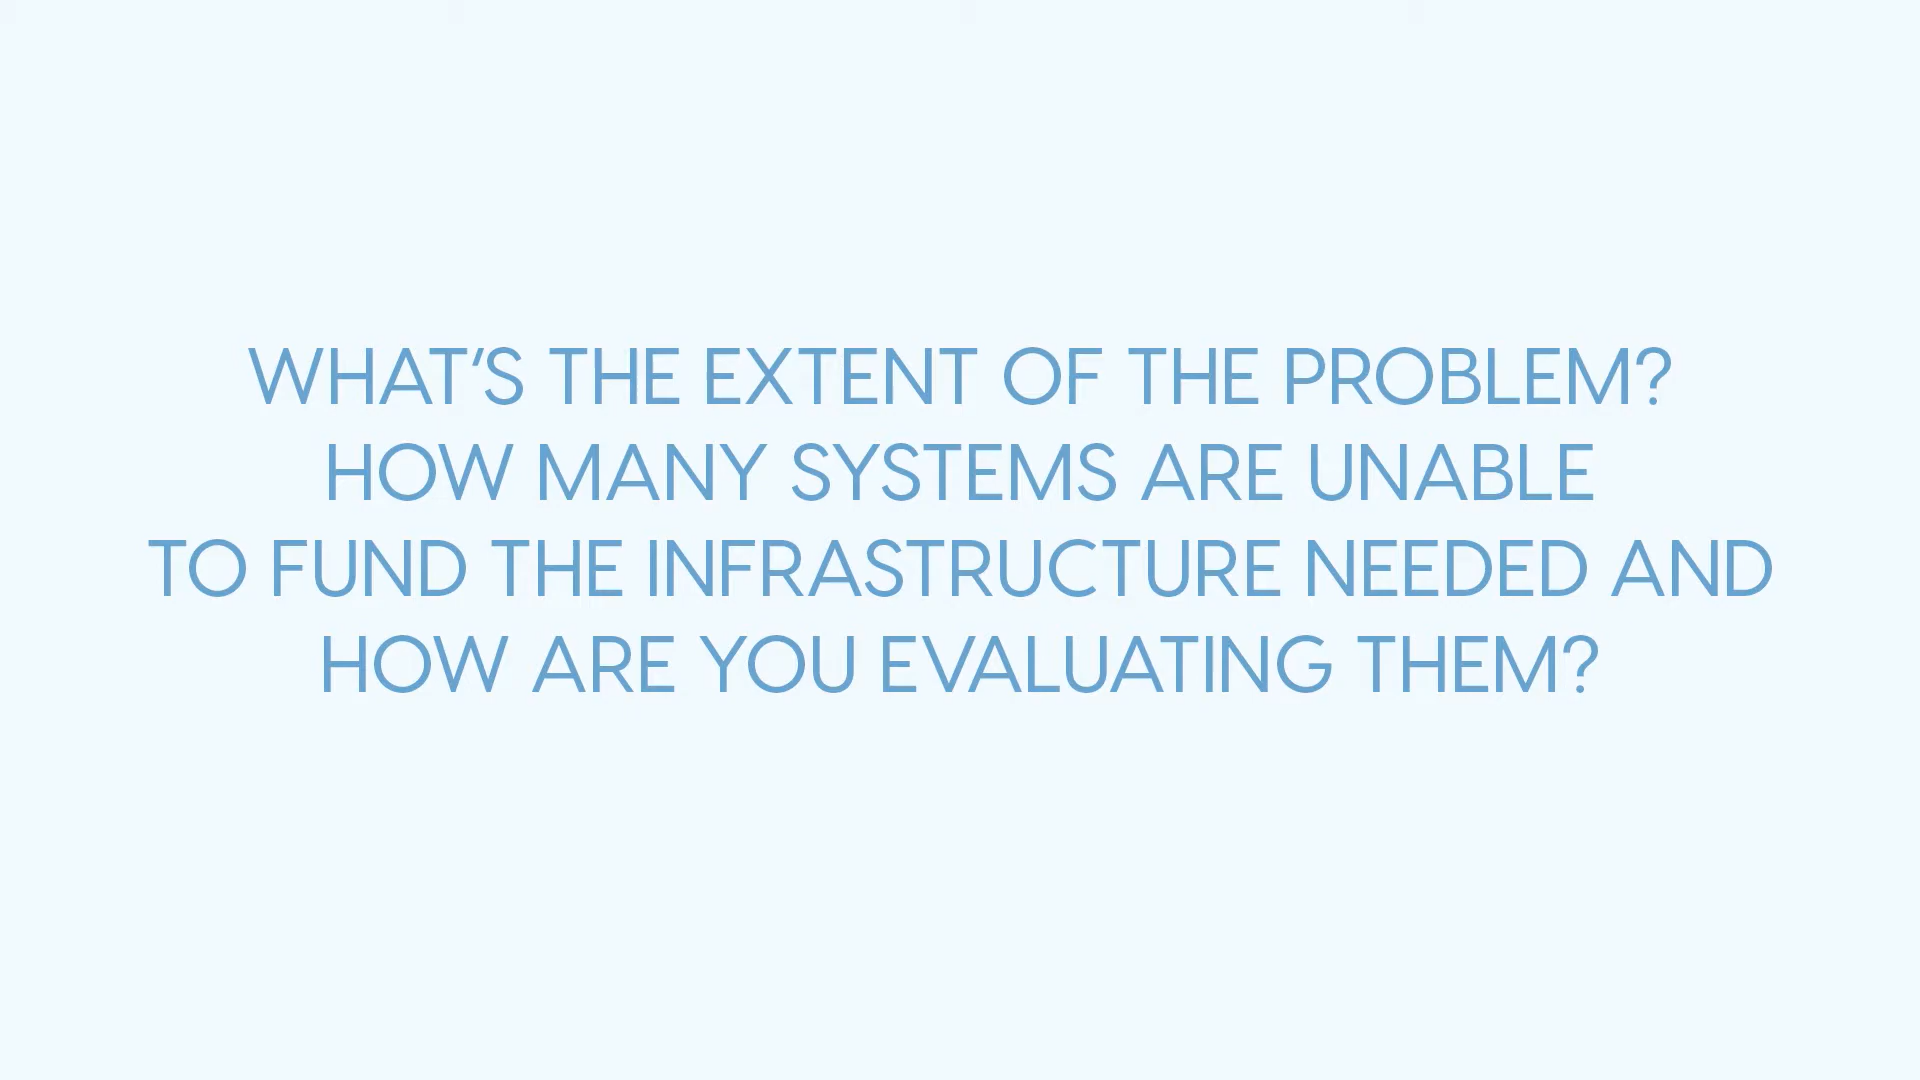 WHAT'S THE EXTENT OF THE PROBLEM?
HOW MANY SYSTEMS ARE UNABLE
TO FUND THE INFRASTRUCTURE NEEDED AND
HOW ARE YOU EVALUATING THEM?